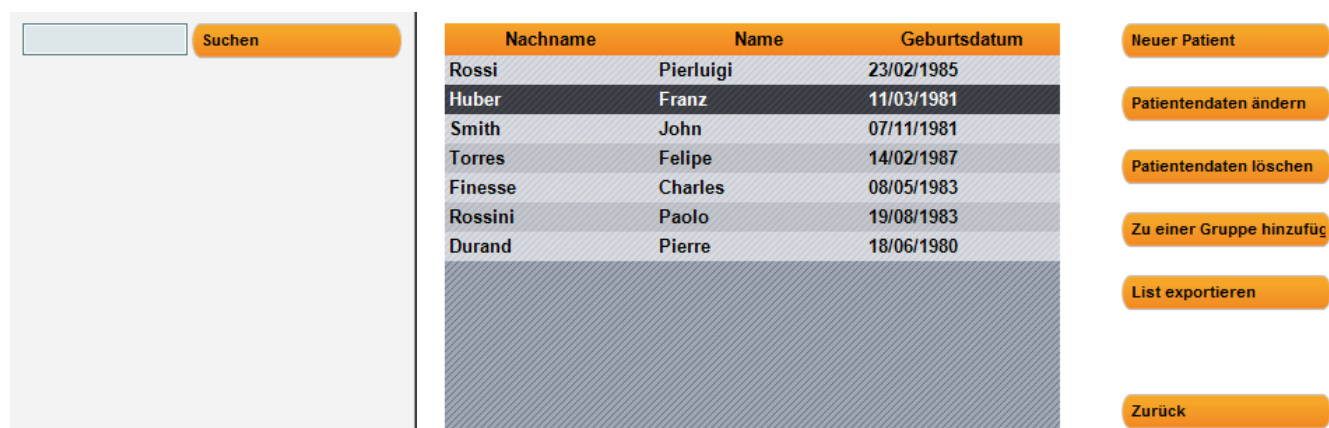 Suchen
Nachname Name Geburtsdatum
Rossi Pierluigi 23/02/1985
Huber Franz 11/03/1981
Smith John 07/11/1981
Torres Felipe 14/02/1987
Finesse Charles 08/05/1983
Rossini Paolo 19/08/1983
Durand Pierre 18/06/1980
Neuer Patient
Patientendaten ändern
Patientendaten löschen
Zu einer Gruppe hinzufüg
List exportieren
Zurück